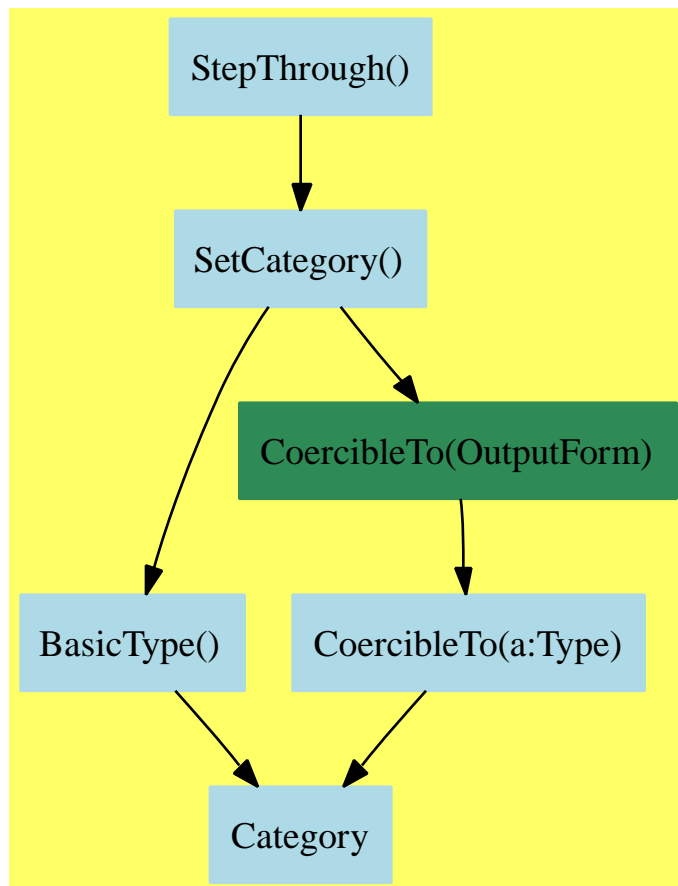 StepThrough()
SetCategory()
CoercibleTo(OutputForm)
BasicType()
CoercibleTo(a:Type)
Category